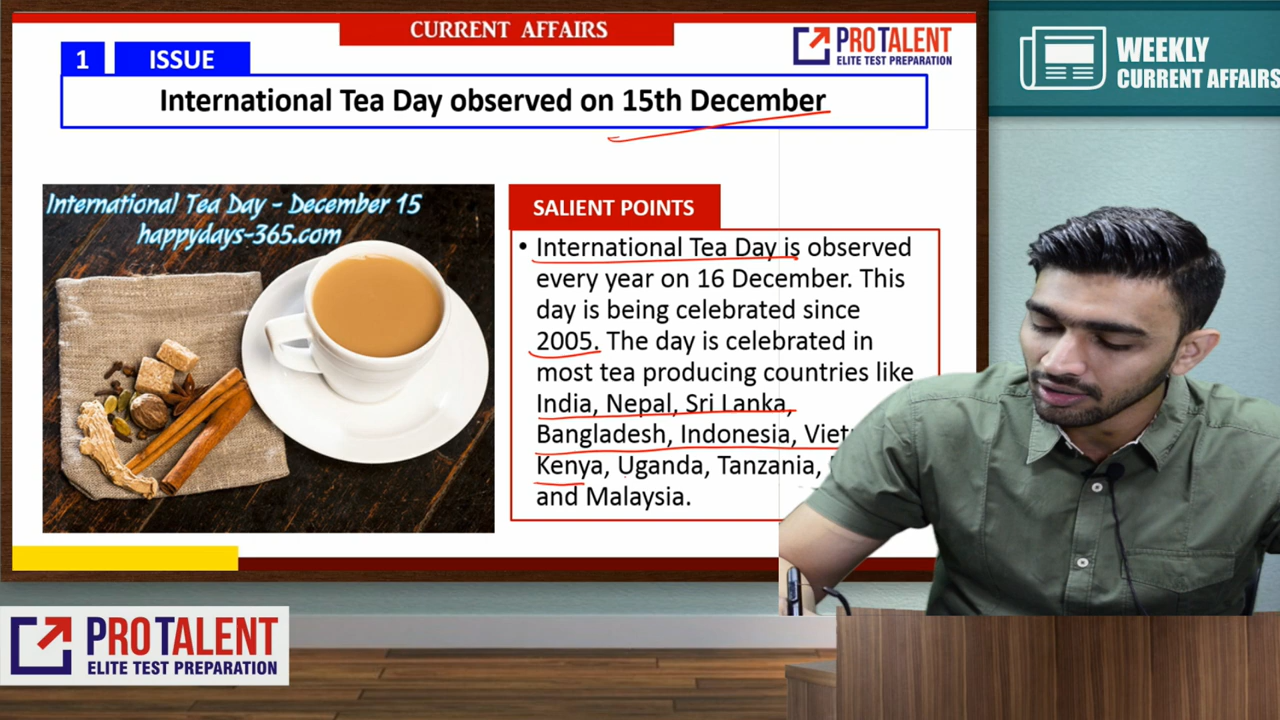 CURRENT AFFAIRS
PROTALENT
ELITE TEST PREPARATION
WEEKLY
CURRENT AFFAIRS
1 ISSUE
International Tea Day observed on 15th December
International Tea Day - December 15
happydays-365.com
SALIENT POINTS
• International Tea Day is observed
every year on 16 December. This
day is being celebrated since
2005. The day is celebrated in
most tea producing countries like
India, Nepal, Sri Lanka,
Bangladesh, Indonesia,
Kenya, Uganda, Tanzania,
and Malaysia.
PROTALENT
ELITE TEST PREPARATION